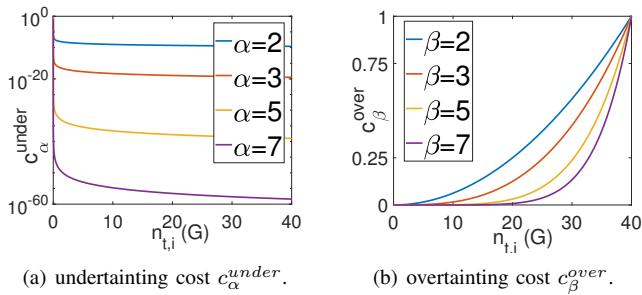 10^0
10^-20
10^-40
10^-60
c_α^under
α=2
α=3
α=5
α=7
0 10 20 30 40
n_t,i (G)
1
0.75
0.5
0.25
0
c_β^over
β=2
β=3
β=5
β=7
0 10 20 30 40
n_t,i (G)
(a) undertainting cost c_α^under.
(b) overtainting cost c_β^over.